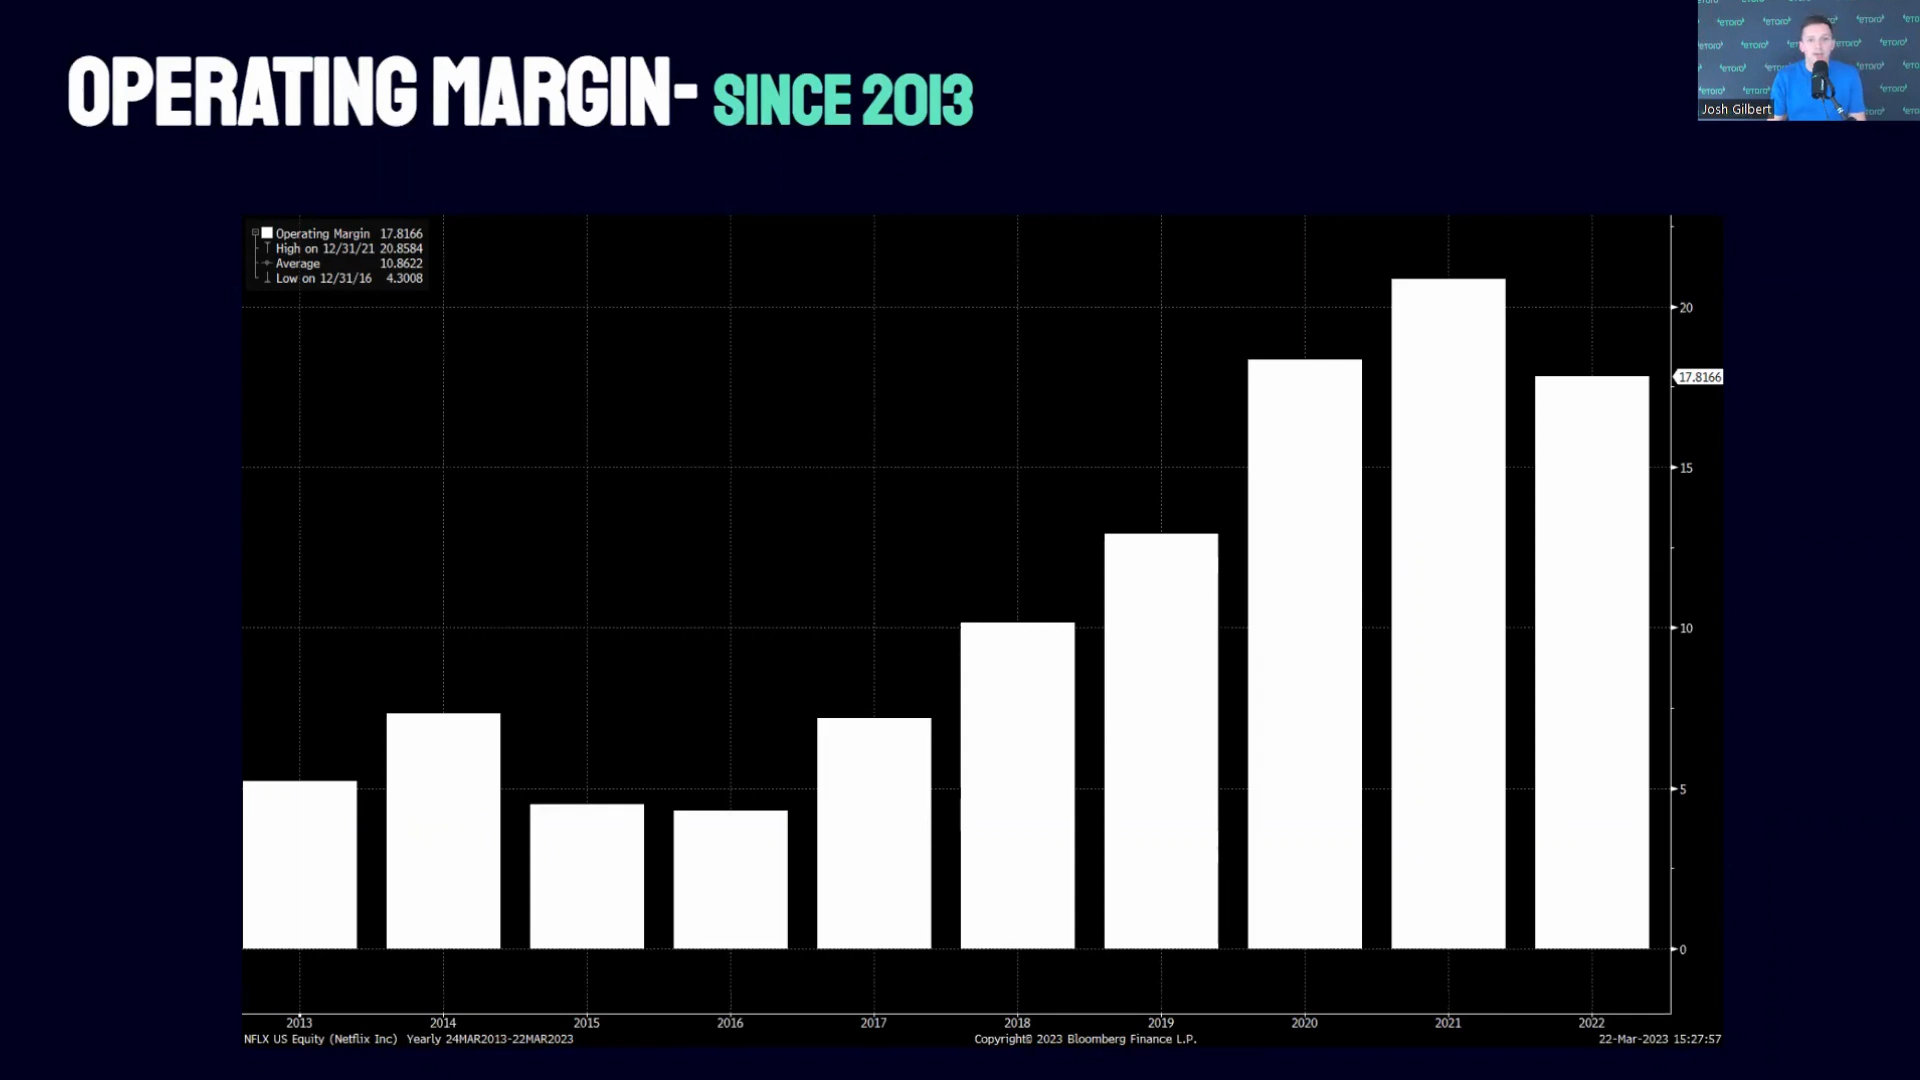 OPERATING MARGIN- SINCE 2013
Josh Gilbert
Operating Margin 17.8166
High on 12/31/21 20.8584
Average 10.8622
Low on 12/31/16 4.3008
20
17.8166
15
10
5
0
2013 2014 2015 2016 2017 2018 2019 2020 2021 2022
NFLX US Equity (Netflix Inc) Yearly 24MAR2013-22MAR2023 Copyright© 2023 Bloomberg Finance L.P. 22-Mar-2023 15:27:57